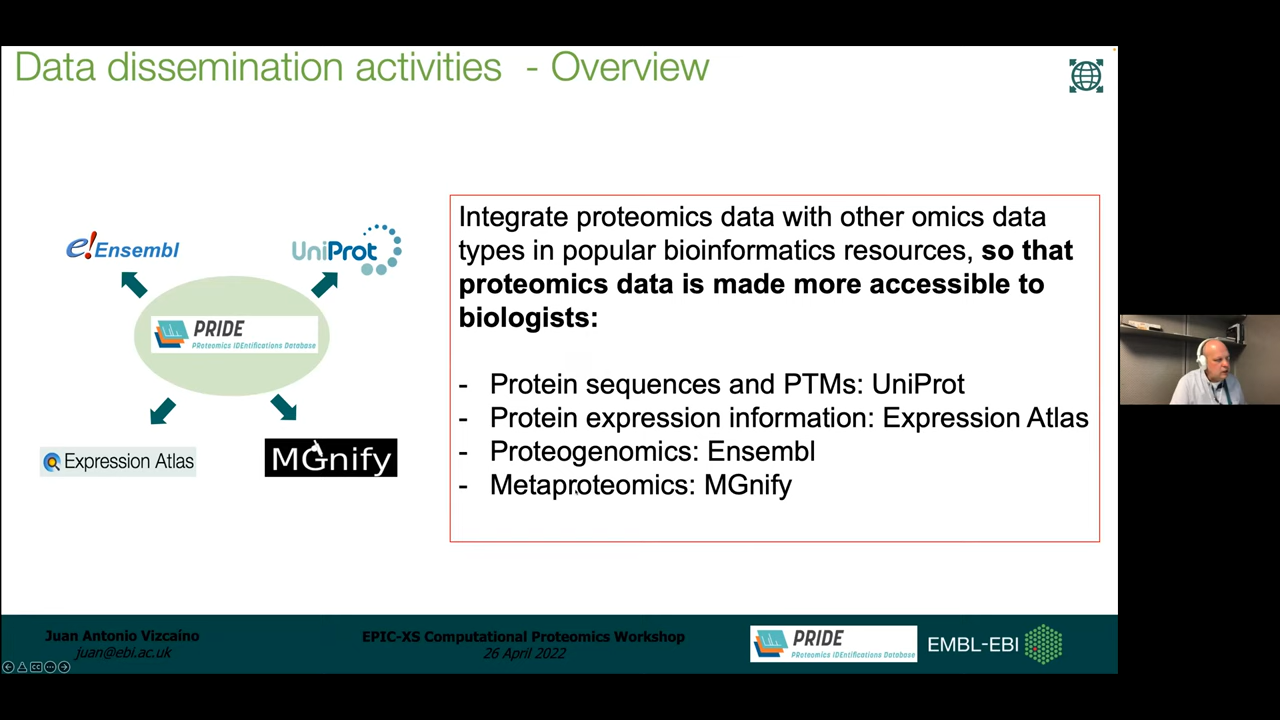 Data dissemination activities - Overview
e!Ensembl
UniProt
PRIDE
PRoteomics IDEntifications Database
Expression Atlas
MGnify
Integrate proteomics data with other omics data
types in popular bioinformatics resources, so that
proteomics data is made more accessible to
biologists:
- Protein sequences and PTMs: UniProt
- Protein expression information: Expression Atlas
- Proteogenomics: Ensembl
- Metaproteomics: MGnify
Juan Antonio Vizcaino
juan@ebi.ac.uk
EPIC-XS Computational Proteomics Workshop
26 April 2022
PRIDE
PRoteomics IDEntifications Database
EMBL-EBI